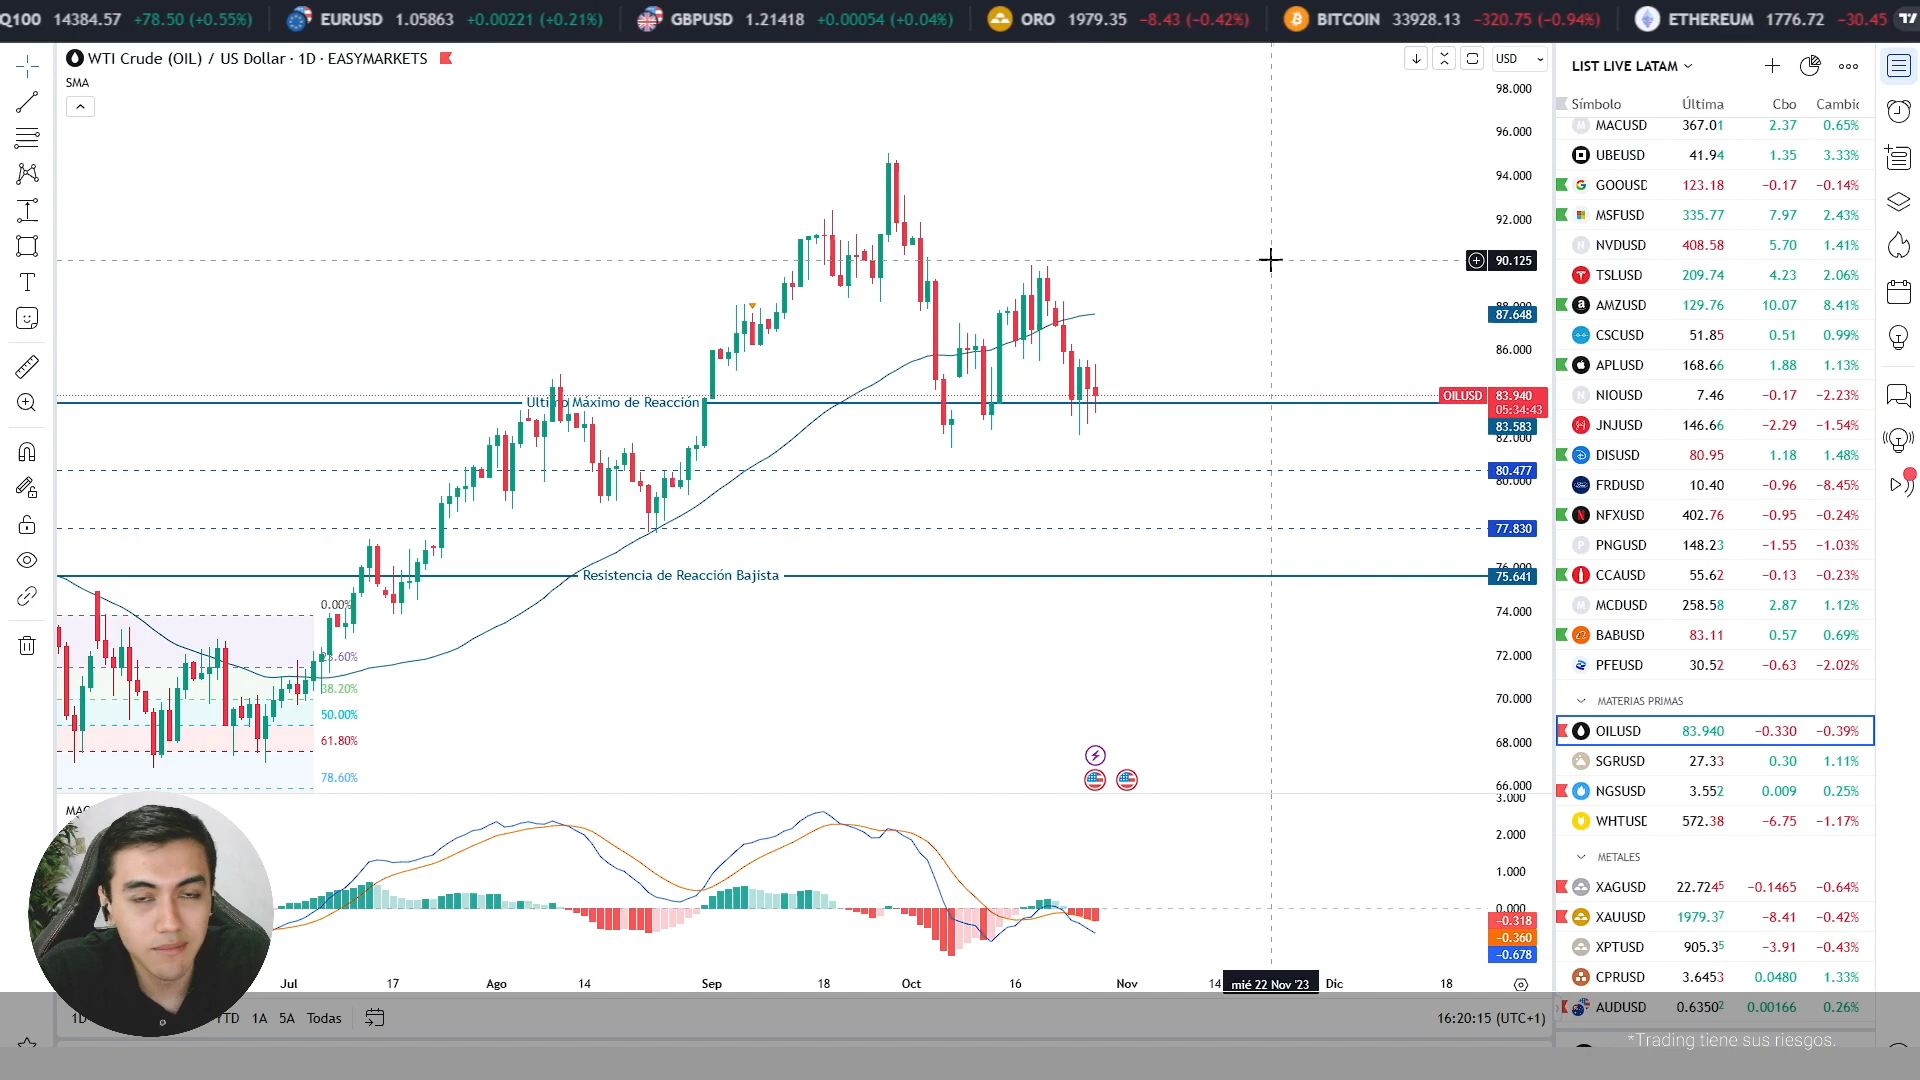 Q100 14384.57 +78.50 (+0.55%) EURUSD 1.05863 +0.00221 (+0.21%) GBPUSD 1.21418 +0.00054 (+0.04%) ORO 1979.35 −8.43 (−0.42%) BITCOIN 33928.13 −320.75 (−0.94%) ETHEREUM 1776.72 −30.45
WTI Crude (OIL) / US Dollar · 1D · EASYMARKETS
SMA
USD
98.000
96.000
94.000
92.000
90.125
88.000
87.648
86.000
OILUSD 83.940
05:34:43
83.583
82.000
80.477
80.000
77.830
76.000
75.641
74.000
72.000
70.000
68.000
66.000
Ultimo Máximo de Reacción
Resistencia de Reacción Bajista
0.00%
23.60%
38.20%
50.00%
61.80%
78.60%
3.000
2.000
1.000
0.000
−0.318
−0.360
−0.678
Jul 17 Ago 14 Sep 18 Oct 16 Nov 14 mié 22 Nov '23 Dic 18
YTD 1A 5A Todas
16:20:15 (UTC+1)
LIST LIVE LATAM
Símbolo Última Cbo
MACUSD 367.01 2.37 0.65%
UBEUSD 41.94 1.35 3.33%
GOOUSD 123.18 −0.17 −0.14%
MSFUSD 335.77 7.97 2.43%
NVDUSD 408.58 5.70 1.41%
TSLUSD 209.74 4.23 2.06%
AMZUSD 129.76 10.07 8.41%
CSCUSD 51.85 0.51 0.99%
APLUSD 168.66 1.88 1.13%
NIOUSD 7.46 −0.17 −2.23%
JNJUSD 146.66 −2.29 −1.54%
DISUSD 80.95 1.18 1.48%
FRDUSD 10.40 −0.96 −8.45%
NFXUSD 402.76 −0.95 −0.24%
PNGUSD 148.23 −1.55 −1.03%
CCAUSD 55.62 −0.13 −0.23%
MCDUSD 258.58 2.87 1.12%
BABUSD 83.11 0.57 0.69%
PFEUSD 30.52 −0.63 −2.02%
MATERIAS PRIMAS
OILUSD 83.940 −0.330 −0.39%
SGRUSD 27.33 0.30 1.11%
NGSUSD 3.552 0.009 0.25%
WHTUSD 572.38 −6.75 −1.17%
METALES
XAGUSD 22.7245 −0.1465 −0.64%
XAUUSD 1979.37 −8.41 −0.42%
XPTUSD 905.35 −3.91 −0.43%
CPRUSD 3.6453 0.0480 1.33%
AUDUSD 0.63502 0.00166 0.26%
*Trading tiene sus riesgos.